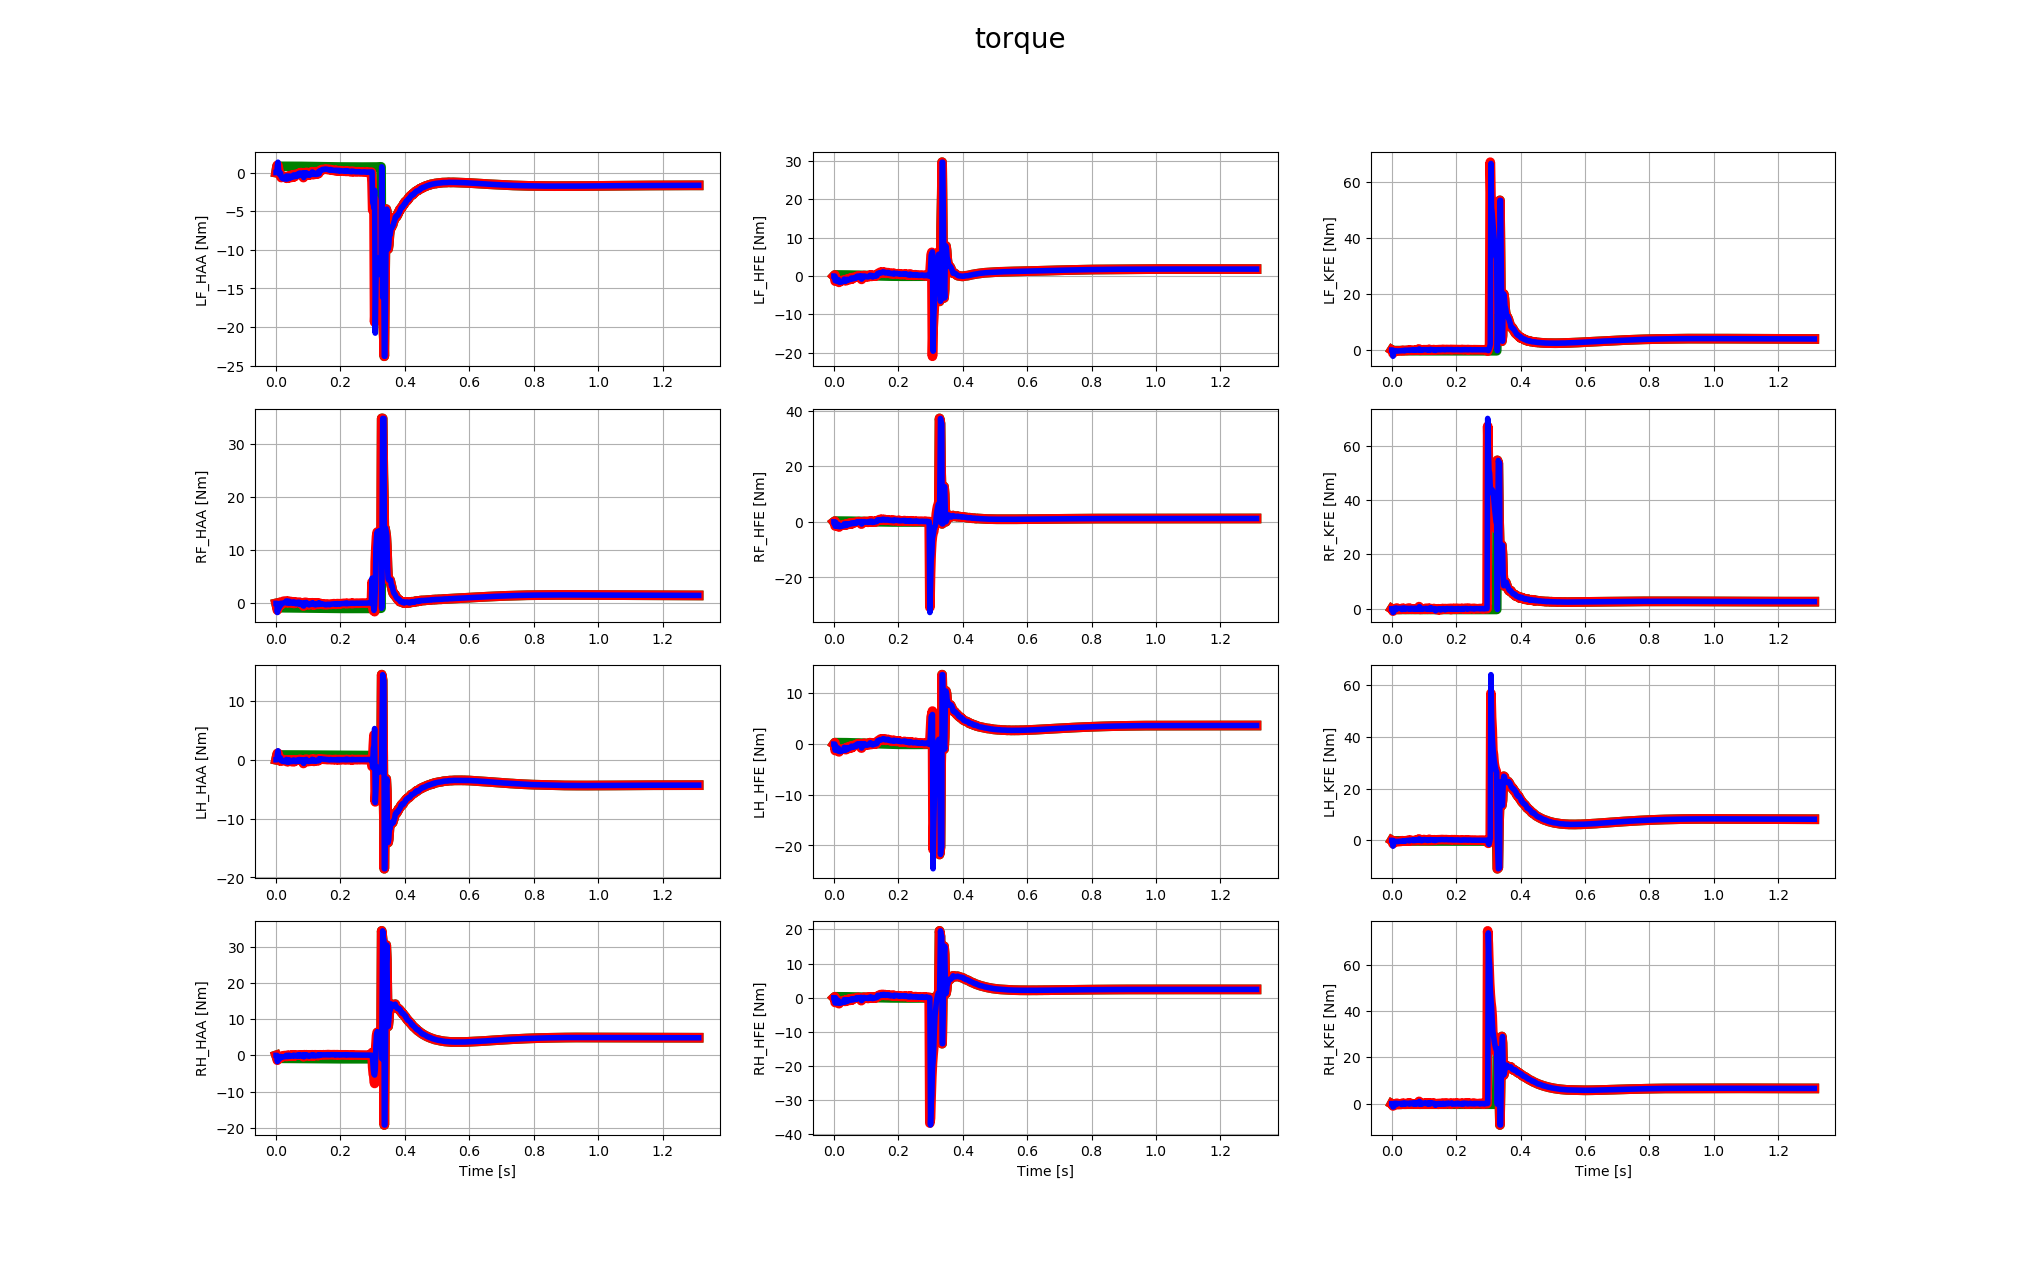 torque
LF_HAA [Nm]
0
−5
−10
−15
−20
−25
0.0 0.2 0.4 0.6 0.8 1.0 1.2
LF_HFE [Nm]
30
20
10
0
−10
−20
0.0 0.2 0.4 0.6 0.8 1.0 1.2
LF_KFE [Nm]
60
40
20
0
0.0 0.2 0.4 0.6 0.8 1.0 1.2
RF_HAA [Nm]
30
20
10
0
0.0 0.2 0.4 0.6 0.8 1.0 1.2
RF_HFE [Nm]
40
20
0
−20
0.0 0.2 0.4 0.6 0.8 1.0 1.2
RF_KFE [Nm]
60
40
20
0
0.0 0.2 0.4 0.6 0.8 1.0 1.2
LH_HAA [Nm]
10
0
−10
−20
0.0 0.2 0.4 0.6 0.8 1.0 1.2
LH_HFE [Nm]
10
0
−10
−20
0.0 0.2 0.4 0.6 0.8 1.0 1.2
LH_KFE [Nm]
60
40
20
0
0.0 0.2 0.4 0.6 0.8 1.0 1.2
RH_HAA [Nm]
30
20
10
0
−10
−20
0.0 0.2 0.4 0.6 0.8 1.0 1.2
Time [s]
RH_HFE [Nm]
20
10
0
−10
−20
−30
−40
0.0 0.2 0.4 0.6 0.8 1.0 1.2
Time [s]
RH_KFE [Nm]
60
40
20
0
0.0 0.2 0.4 0.6 0.8 1.0 1.2
Time [s]